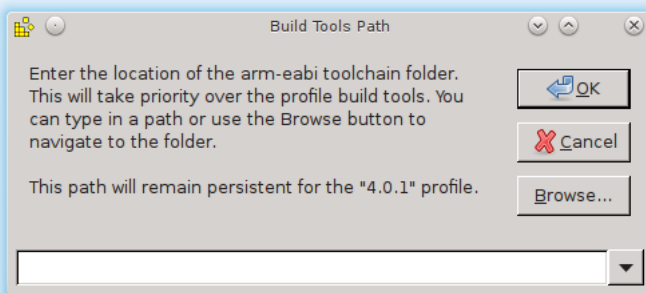 Build Tools Path
Enter the location of the arm-eabi toolchain folder.
This will take priority over the profile build tools. You
can type in a path or use the Browse button to
navigate to the folder.
This path will remain persistent for the "4.0.1" profile.
OK
Cancel
Browse...